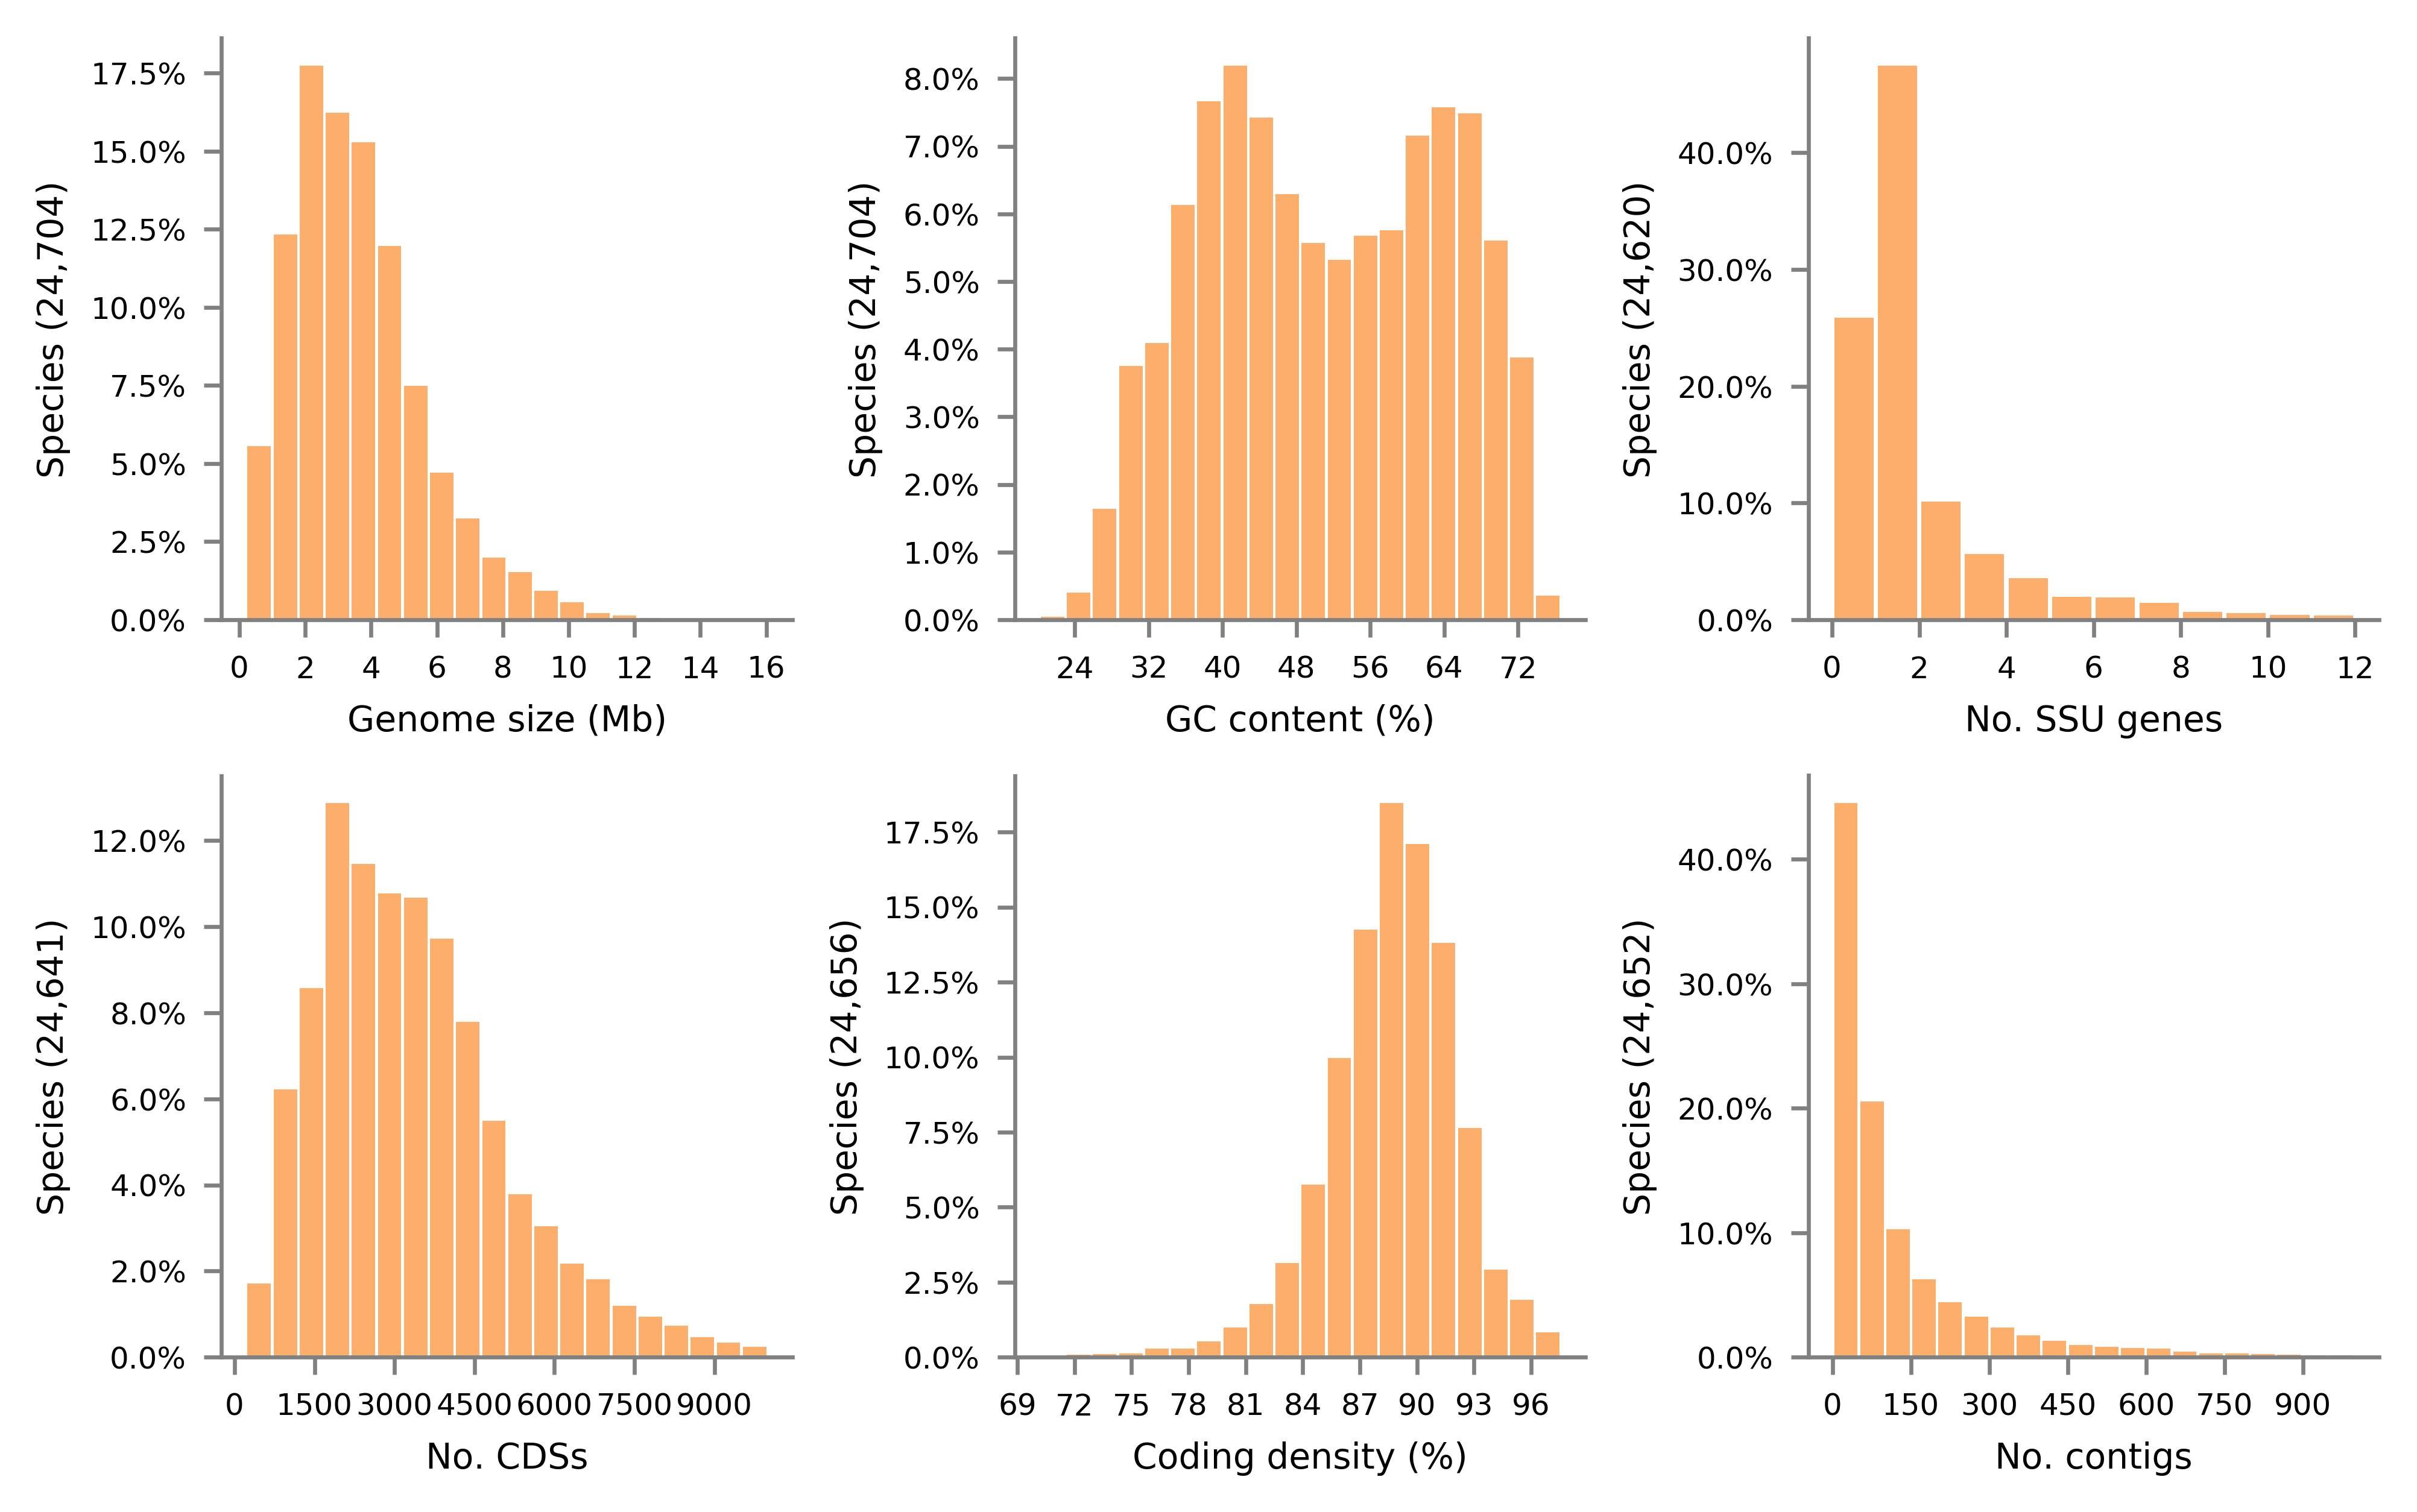 17.5%
15.0%
12.5%
10.0%
7.5%
5.0%
2.5%
0.0%
Species (24,704)
0 2 4 6 8 10 12 14 16
Genome size (Mb)
8.0%
7.0%
6.0%
5.0%
4.0%
3.0%
2.0%
1.0%
0.0%
Species (24,704)
24 32 40 48 56 64 72
GC content (%)
40.0%
30.0%
20.0%
10.0%
0.0%
Species (24,620)
0 2 4 6 8 10 12
No. SSU genes
12.0%
10.0%
8.0%
6.0%
4.0%
2.0%
0.0%
Species (24,641)
0 1500 3000 4500 6000 7500 9000
No. CDSs
17.5%
15.0%
12.5%
10.0%
7.5%
5.0%
2.5%
0.0%
Species (24,656)
69 72 75 78 81 84 87 90 93 96
Coding density (%)
40.0%
30.0%
20.0%
10.0%
0.0%
Species (24,652)
0 150 300 450 600 750 900
No. contigs